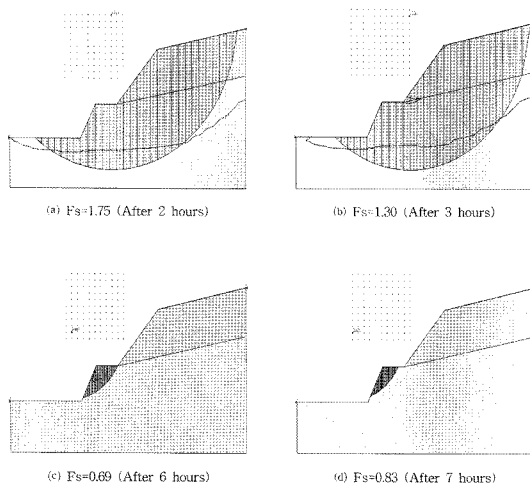 (a) Fs=1.75 (After 2 hours)
(b) Fs=1.30 (After 3 hours)
(c) Fs=0.69 (After 6 hours)
(d) Fs=0.83 (After 7 hours)